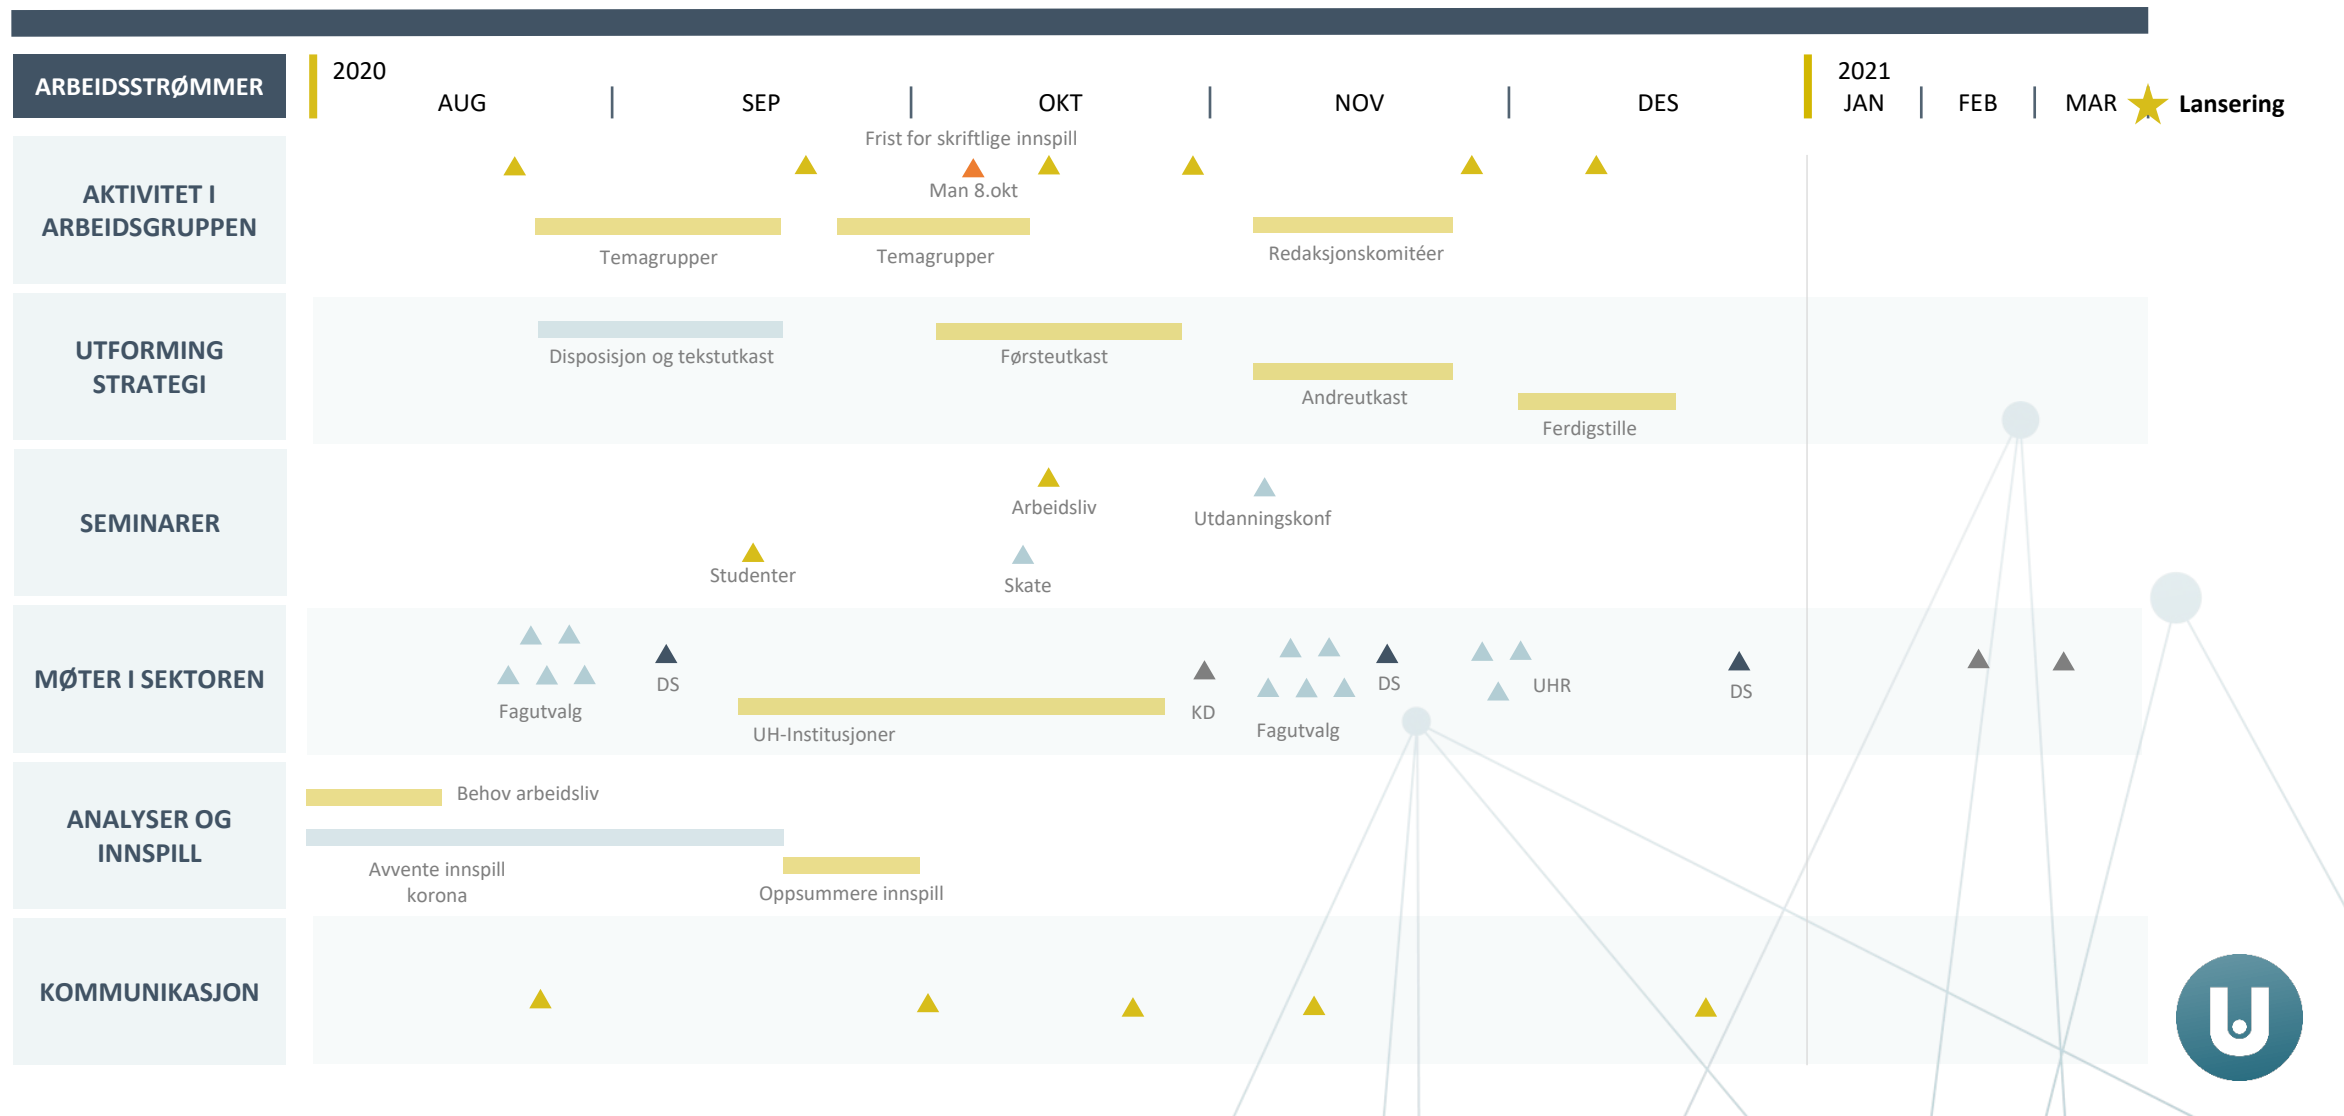 ARBEIDSSTRØMMER
2020
AUG
SEP
OKT
NOV
DES
2021
JAN
FEB
MAR
Lansering
AKTIVITET I
ARBEIDSGRUPPEN
Frist for skriftlige innspill
Man 8.okt
Temagrupper
Temagrupper
Redaksjonskomitéer
UTFORMING
STRATEGI
Disposisjon og tekstutkast
Førsteutkast
Andreutkast
Ferdigstille
SEMINARER
Arbeidsliv
Utdanningskonf
Studenter
Skate
MØTER I SEKTOREN
Fagutvalg
DS
UH-Institusjoner
KD
Fagutvalg
DS
UHR
DS
ANALYSER OG
INNSPILL
Behov arbeidsliv
Avvente innspill
korona
Oppsummere innspill
KOMMUNIKASJON
U